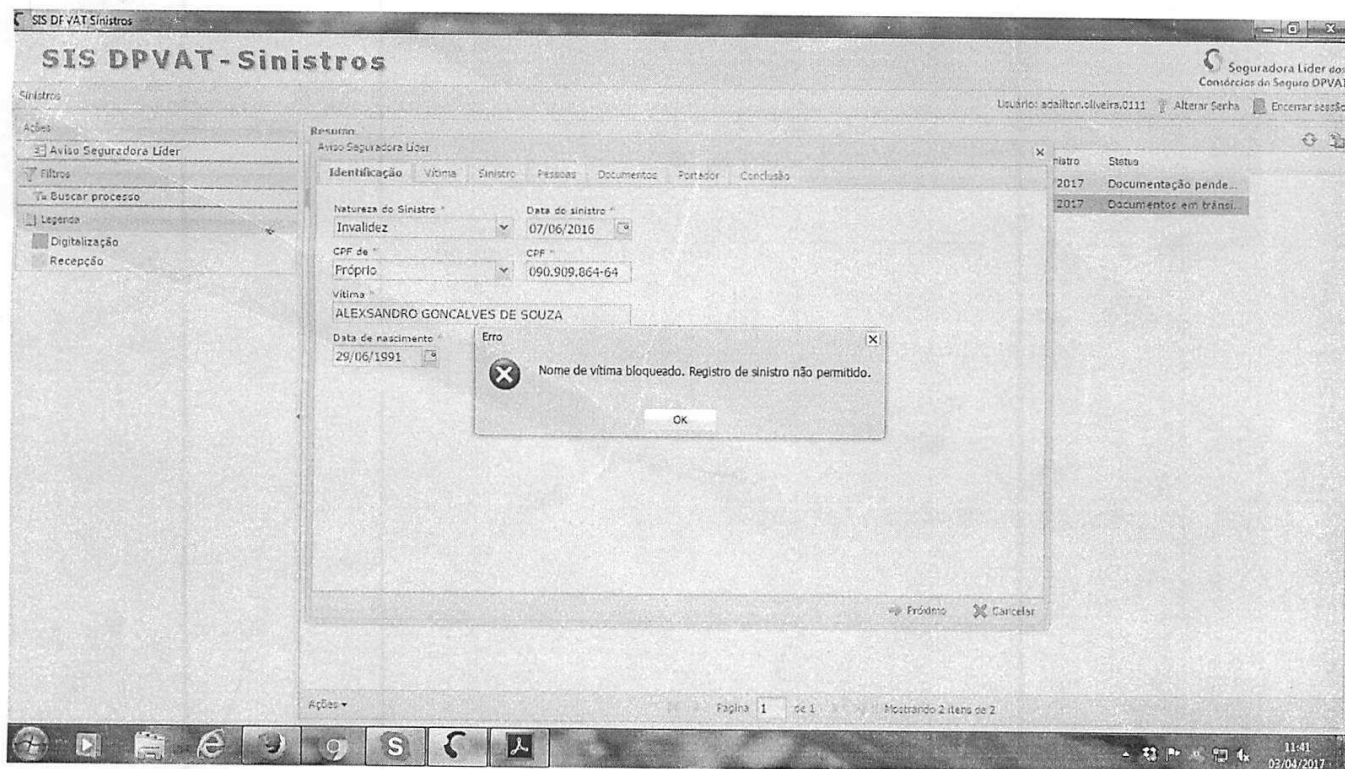 SIS DPVAT Sinistros
SIS DPVAT - Sinistros
Seguradora Líder dos
Consórcios do Seguro DPVAT
Sinistros
Usuário: adailton.oliveira.0111 Alterar Senha Encerrar sessão
Ações
Aviso Seguradora Líder
Filtros
Buscar processo
Legenda
Digitalização
Recepção
Resumo
Aviso Seguradora Líder
Identificação Vítima Sinistro Pessoas Documentos Portador Conclusão
nistro Status
2017 Documentação pende...
2017 Documentos em trânsi...
Natureza do Sinistro * Data do sinistro *
Invalidez 07/06/2016
CPF de * CPF *
Próprio 090.909.864-64
Vítima *
ALEXSANDRO GONCALVES DE SOUZA
Data de nascimento *
29/06/1991
Erro
Nome de vítima bloqueado. Registro de sinistro não permitido.
OK
Próximo Cancelar
Ações
Página 1 de 1 Mostrando 2 itens de 2
11:41
03/04/2017